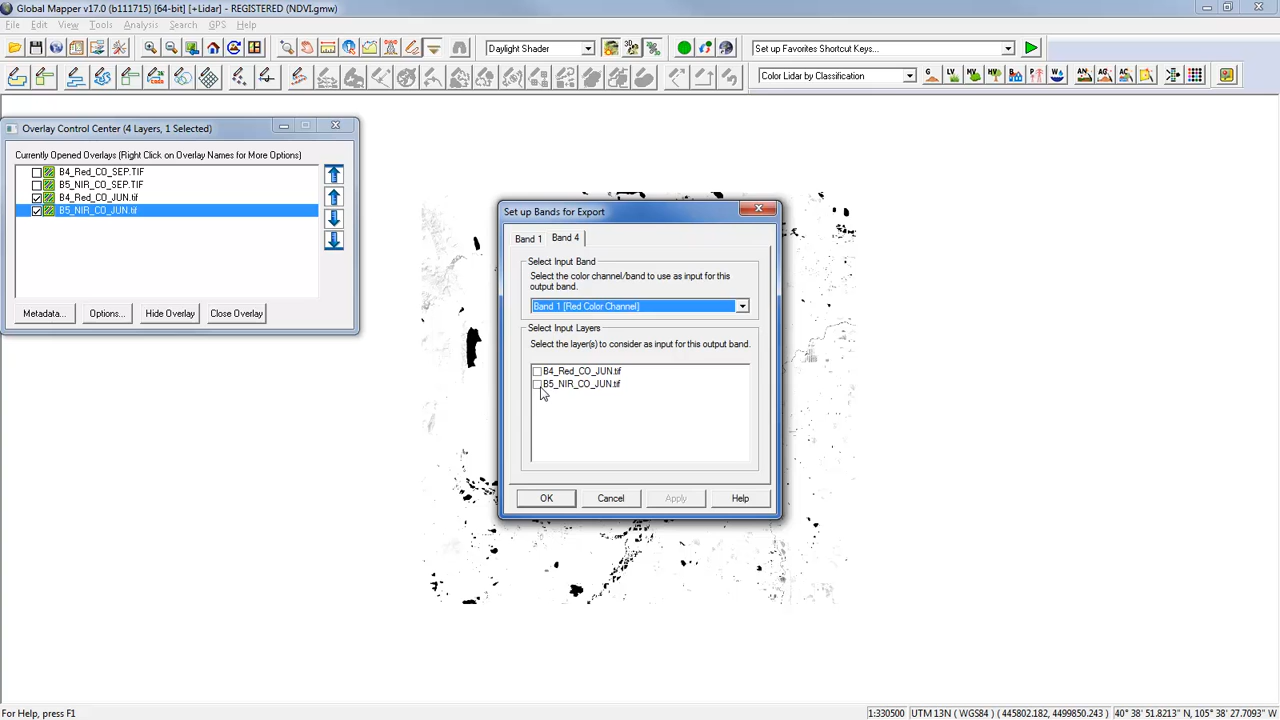 Global Mapper v17.0 (b111715) [64-bit] [+Lidar] - REGISTERED (NDVI.gmw)
File Edit View Tools Analysis Search GPS Help
Daylight Shader
Set up Favorites Shortcut Keys...
Color Lidar by Classification
Overlay Control Center (4 Layers, 1 Selected)
Currently Opened Overlays (Right Click on Overlay Names for More Options)
B4_Red_CO_SEP.TIF
B5_NIR_CO_SEP.TIF
B4_Red_CO_JUN.tif
B5_NIR_CO_JUN.tif
Metadata... Options... Hide Overlay Close Overlay
Set up Bands for Export
Band 1 Band 4
Select Input Band
Select the color channel/band to use as input for this
output band.
Band 1 [Red Color Channel]
Select Input Layers
Select the layer(s) to consider as input for this output band.
B4_Red_CO_JUN.tif
B5_NIR_CO_JUN.tif
OK Cancel Apply Help
For Help, press F1
1:330500 UTM 13N ( WGS84 ) ( 445802.182, 4499850.243 ) 40° 38' 51.8213" N, 105° 38' 27.7093" W